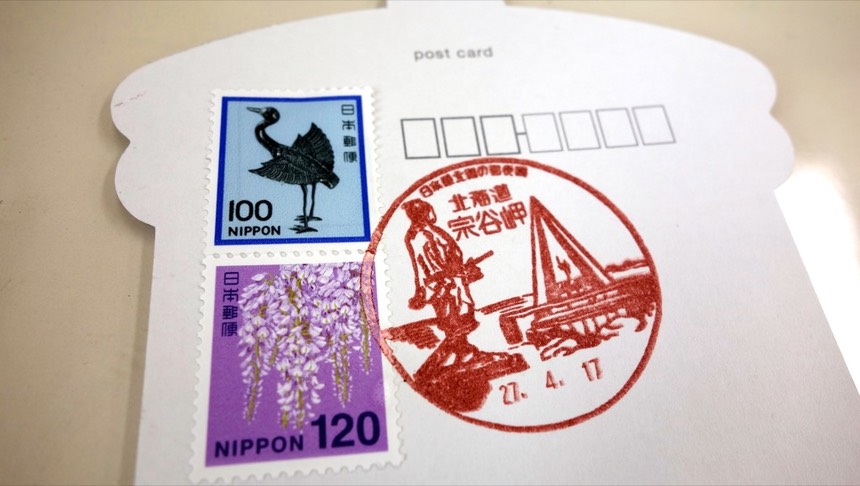 post card
日本郵便
100
NIPPON
日本郵便
NIPPON 120
日本最北端の郵便局
北海道
宗谷岬
27. 4. 17